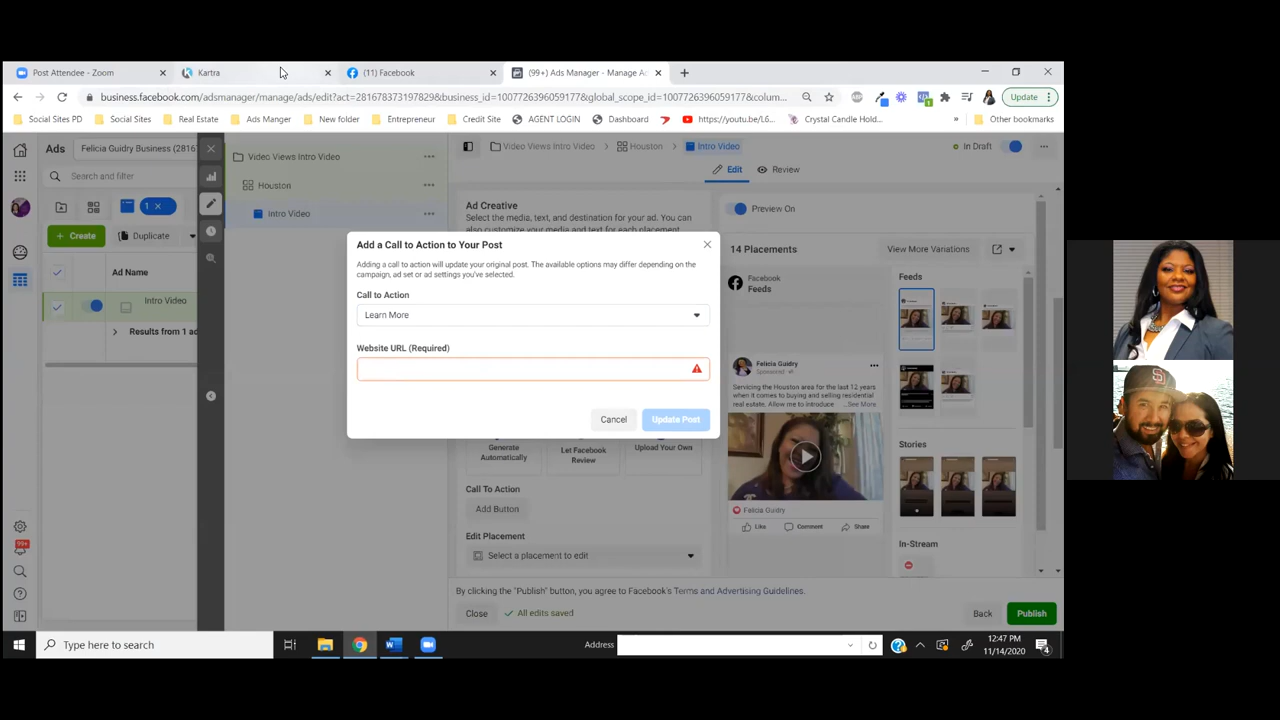 Post Attendee - Zoom
Kartra
(11) Facebook
(99+) Ads Manager - Manage Ad
business.facebook.com/adsmanager/manage/ads/edit?act=281678373197829&business_id=1007726396059177&global_scope_id=1007726396059177&colum...
Update
Social Sites PD
Social Sites
Real Estate
Ads Manger
New folder
Entrepreneur
Credit Site
AGENT LOGIN
Dashboard
https://youtu.be/L6...
Crystal Candle Hold...
»
Other bookmarks
Ads
Felicia Guidry Business (2816
Search and filter
1
+ Create
Duplicate
Ad Name
Intro Video
Results from 1 ad
Video Views Intro Video
Houston
Intro Video
Video Views Intro Video
Houston
Intro Video
In Draft
Edit
Review
Ad Creative
Select the media, text, and destination for your ad. You can
also customize your media and text for each placement.
Preview On
14 Placements
View More Variations
Facebook
Feeds
Felicia Guidry
Sponsored
Servicing the Houston area for the last 12 years
when it comes to buying and selling residential
real estate. Allow me to introduce ...See More
Felicia Guidry
Like
Comment
Share
Feeds
Stories
In-Stream
Add a Call to Action to Your Post
Adding a call to action will update your original post. The available options may differ depending on the
campaign, ad set or ad settings you've selected.
Call to Action
Learn More
Website URL (Required)
Cancel
Update Post
Generate
Automatically
Let Facebook
Review
Upload Your Own
Call To Action
Add Button
Edit Placement
Select a placement to edit
By clicking the "Publish" button, you agree to Facebook's Terms and Advertising Guidelines.
Close
All edits saved
Back
Publish
99+
Type here to search
Address
12:47 PM
11/14/2020
4